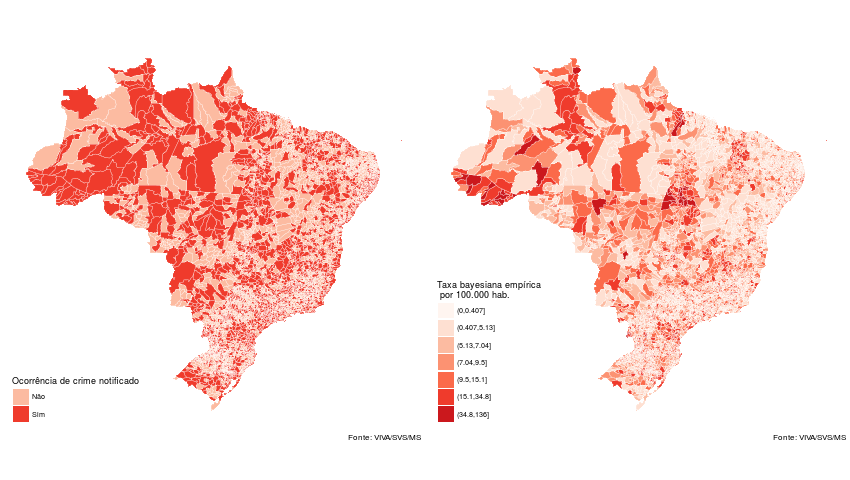 Ocorrência de crime notificado
Não
Sim
Fonte: VIVA/SVS/MS
Taxa bayesiana empírica
por 100.000 hab.
(0,0.407]
(0.407,5.13]
(5.13,7.04]
(7.04,9.5]
(9.5,15.1]
(15.1,34.8]
(34.8,136]
Fonte: VIVA/SVS/MS